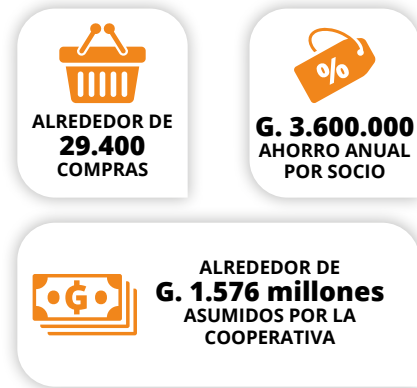 ALREDEDOR DE
29.400
COMPRAS
%
G. 3.600.000
AHORRO ANUAL
POR SOCIO
₲
ALREDEDOR DE
G. 1.576 millones
ASUMIDOS POR LA
COOPERATIVA